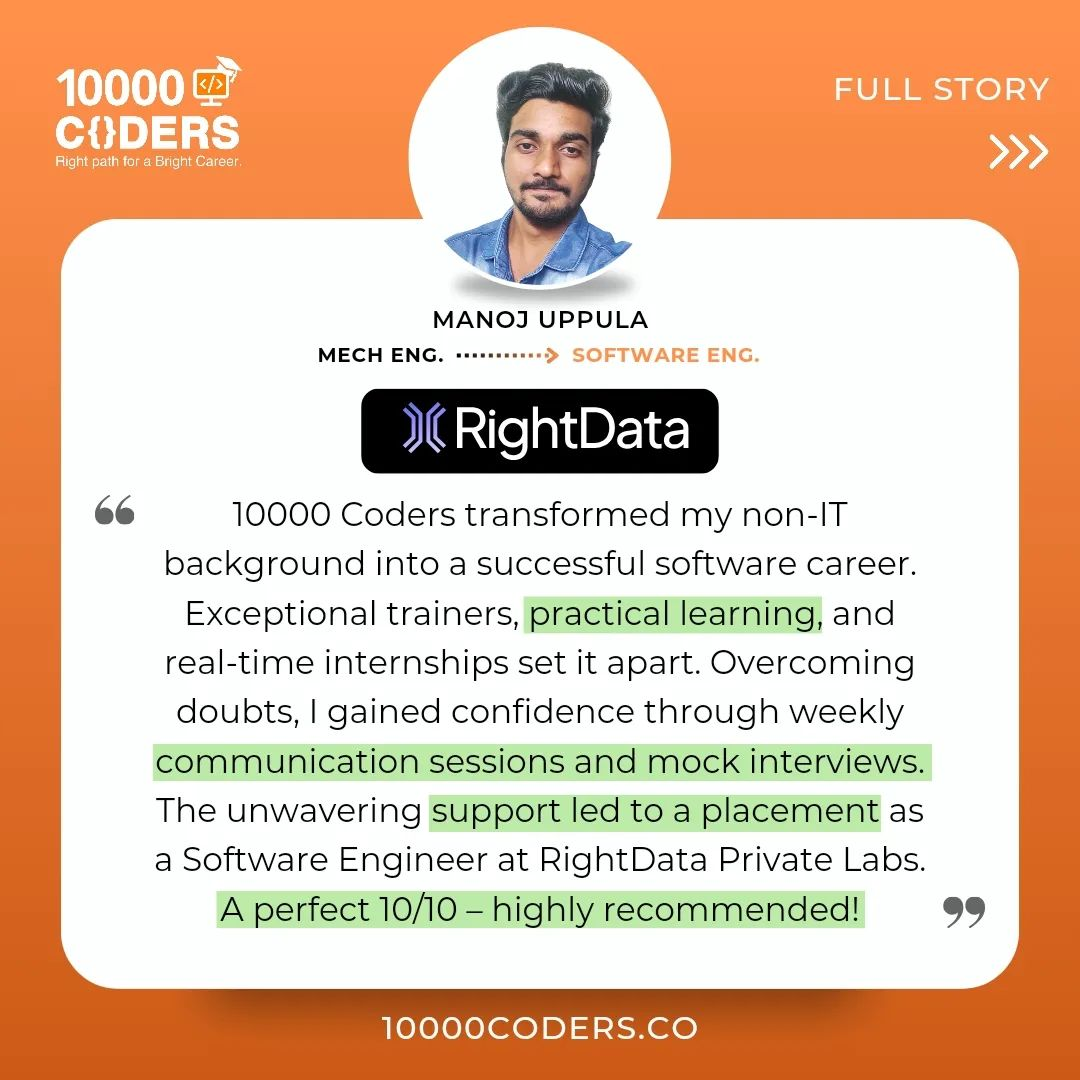 10000 </>
C{}DERS
Right path for a Bright Career.
FULL STORY
MANOJ UPPULA
MECH ENG. SOFTWARE ENG.
RightData
“ 10000 Coders transformed my non-IT
background into a successful software career.
Exceptional trainers, practical learning, and
real-time internships set it apart. Overcoming
doubts, I gained confidence through weekly
communication sessions and mock interviews.
The unwavering support led to a placement as
a Software Engineer at RightData Private Labs.
A perfect 10/10 – highly recommended! ”
10000CODERS.CO